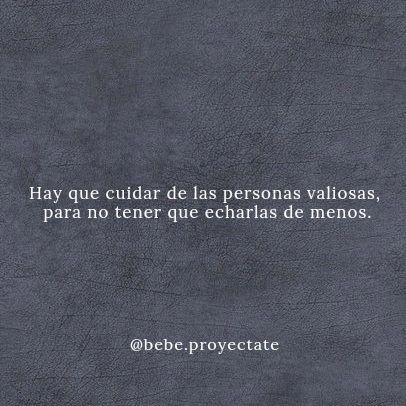 Hay que cuidar de las personas valiosas,
para no tener que echarlas de menos.
@bebe.proyectate